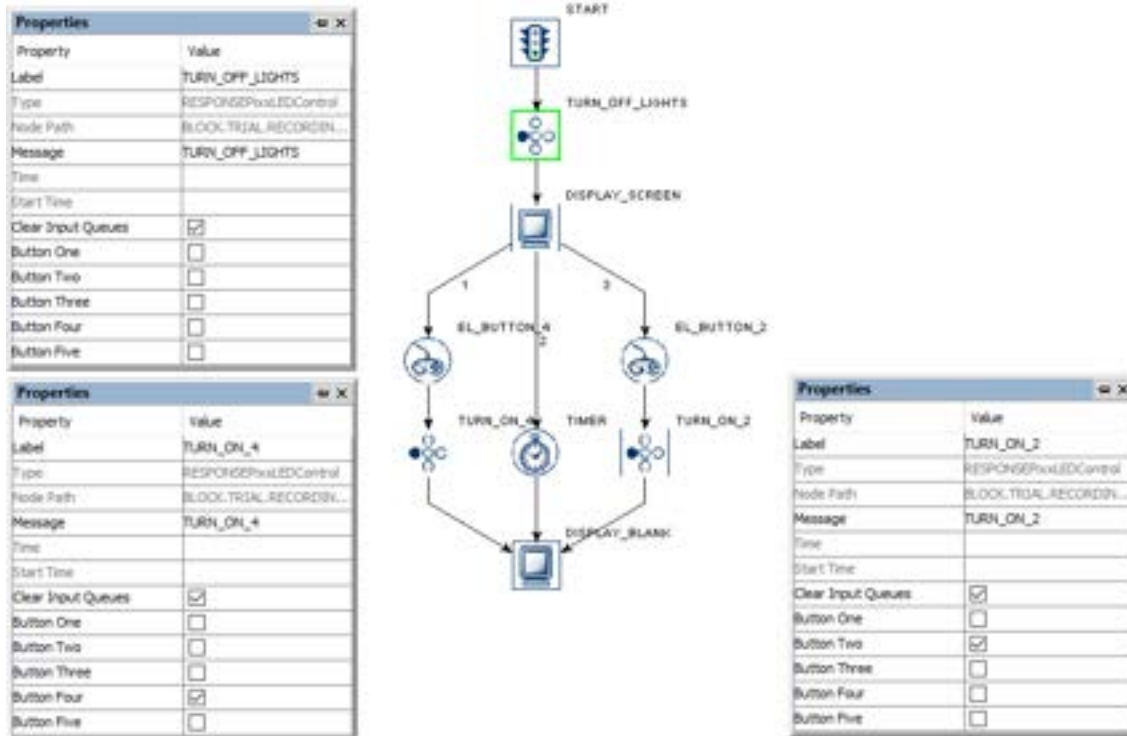 Properties
Property Value
Label TURN_OFF_LIGHTS
Type RESPONSEPixxLEDControl
Node Path BLOCK.TRIAL.RECORDIN...
Message TURN_OFF_LIGHTS
Time
Start Time
Clear Input Queues
Button One
Button Two
Button Three
Button Four
Button Five
START
TURN_OFF_LIGHTS
DISPLAY_SCREEN
1
2
3
EL_BUTTON_4
EL_BUTTON_2
TURN_ON_4
TIMER
TURN_ON_2
DISPLAY_BLANK
Properties
Property Value
Label TURN_ON_4
Type RESPONSEPixxLEDControl
Node Path BLOCK.TRIAL.RECORDIN...
Message TURN_ON_4
Time
Start Time
Clear Input Queues
Button One
Button Two
Button Three
Button Four
Button Five
Properties
Property Value
Label TURN_ON_2
Type RESPONSEPixxLEDControl
Node Path BLOCK.TRIAL.RECORDIN...
Message TURN_ON_2
Time
Start Time
Clear Input Queues
Button One
Button Two
Button Three
Button Four
Button Five